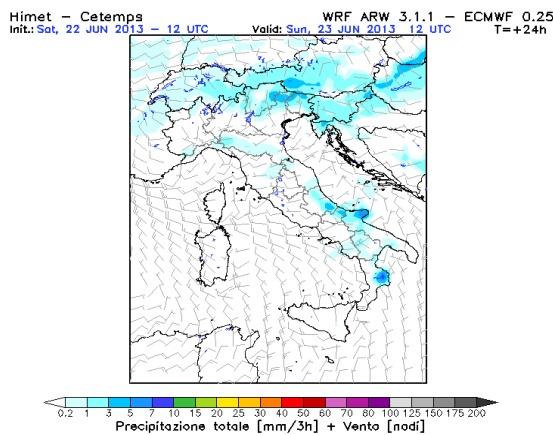 Himet – Cetemps WRF ARW 3.1.1 – ECMWF 0.25
Init.: Sat, 22 JUN 2013 – 12 UTC Valid: Sun, 23 JUN 2013 12 UTC T=+24h
0.2 1 3 5 7 10 15 20 25 30 40 50 60 70 80 100 125 150 175 200
Precipitazione totale [mm/3h] + Vento [nodi]